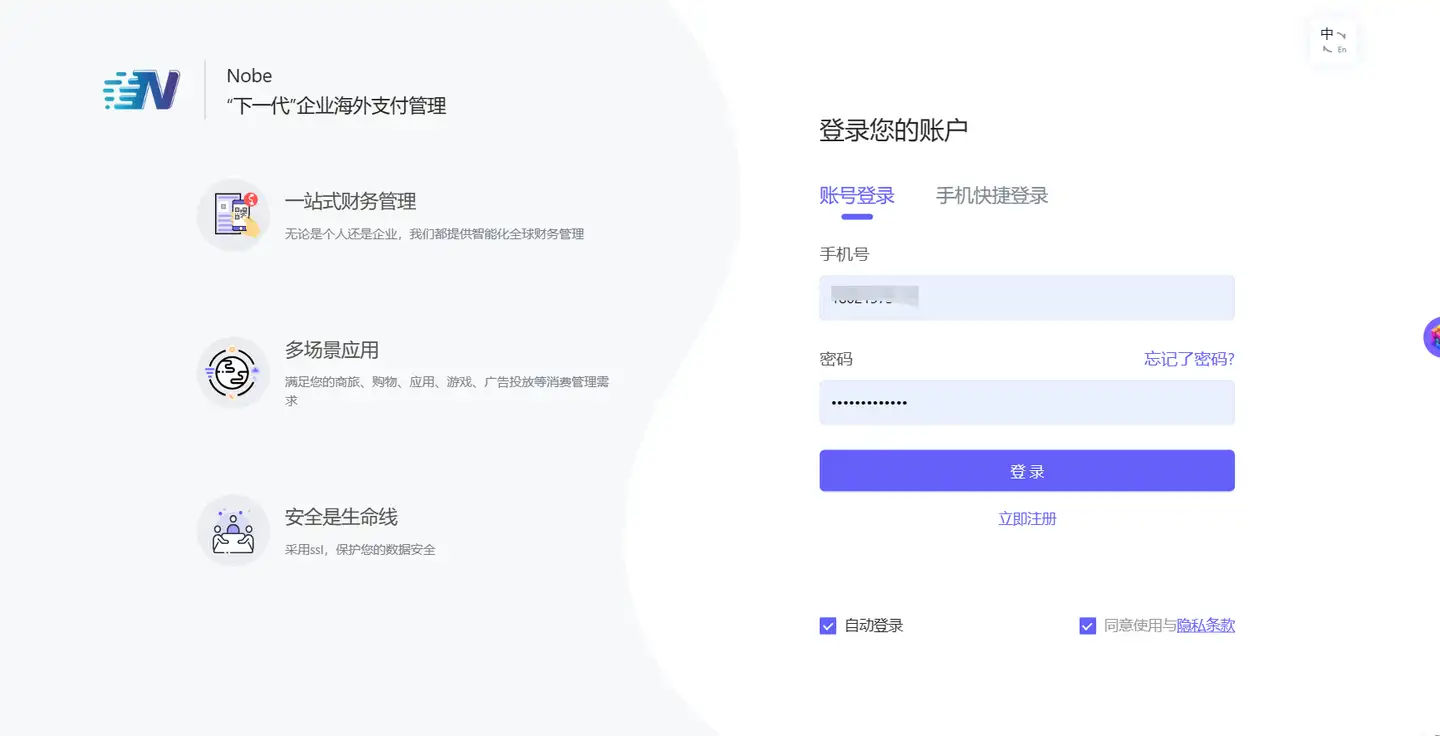 中
En
Nobe
“下一代”企业海外支付管理
一站式财务管理
无论是个人还是企业，我们都提供智能化全球财务管理
多场景应用
满足您的商旅、购物、应用、游戏、广告投放等消费管理需
求
安全是生命线
采用ssl，保护您的数据安全
登录您的账户
账号登录 手机快捷登录
手机号
密码 忘记了密码?
•••••••••••••
登 录
立即注册
自动登录 同意使用与隐私条款